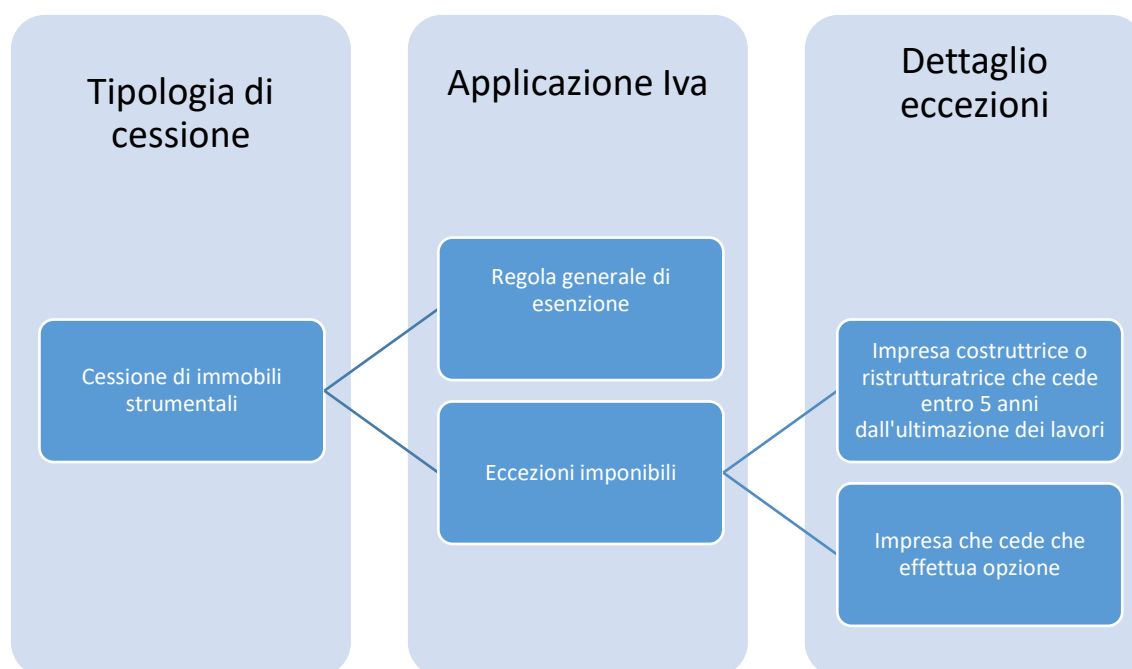 Tipologia di
cessione
Applicazione Iva
Dettaglio
eccezioni
Cessione di immobili
strumentali
Regola generale di
esenzione
Eccezioni imponibili
Impresa costruttrice o
ristrutturatrice che cede
entro 5 anni
dall'ultimazione dei lavori
Impresa che cede che
effettua opzione